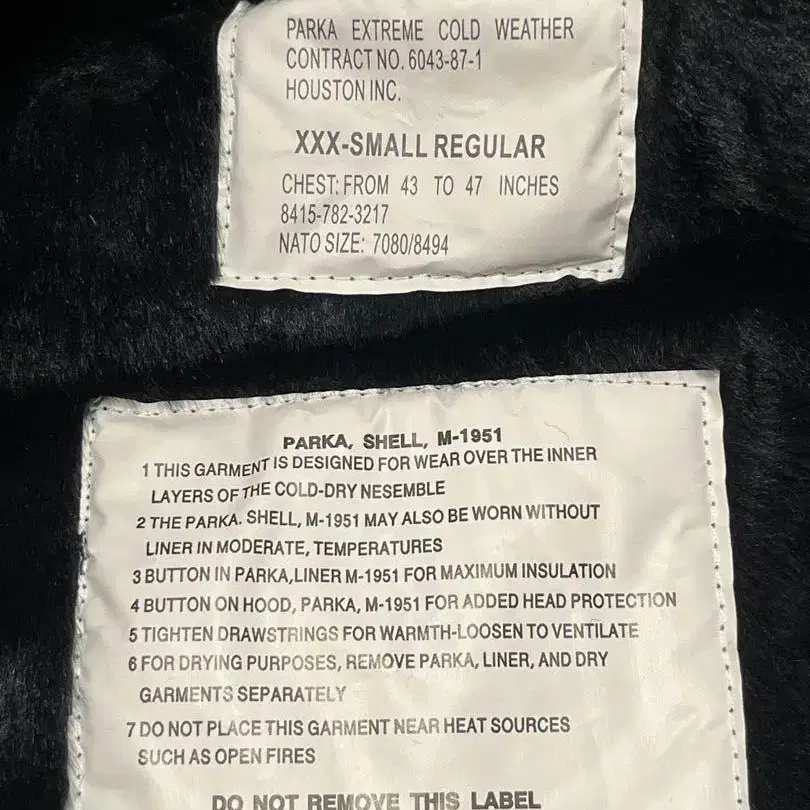 PARKA EXTREME COLD WEATHER
CONTRACT NO. 6043-87-1
HOUSTON INC.
XXX-SMALL REGULAR
CHEST: FROM 43 TO 47 INCHES
8415-782-3217
NATO SIZE: 7080/8494
PARKA, SHELL, M-1951
1 THIS GARMENT IS DESIGNED FOR WEAR OVER THE INNER
LAYERS OF THE COLD-DRY NESEMBLE
2 THE PARKA. SHELL, M-1951 MAY ALSO BE WORN WITHOUT
LINER IN MODERATE, TEMPERATURES
3 BUTTON IN PARKA,LINER M-1951 FOR MAXIMUM INSULATION
4 BUTTON ON HOOD, PARKA, M-1951 FOR ADDED HEAD PROTECTION
5 TIGHTEN DRAWSTRINGS FOR WARMTH-LOOSEN TO VENTILATE
6 FOR DRYING PURPOSES, REMOVE PARKA, LINER, AND DRY
GARMENTS SEPARATELY
7 DO NOT PLACE THIS GARMENT NEAR HEAT SOURCES
SUCH AS OPEN FIRES
DO NOT REMOVE THIS LABEL